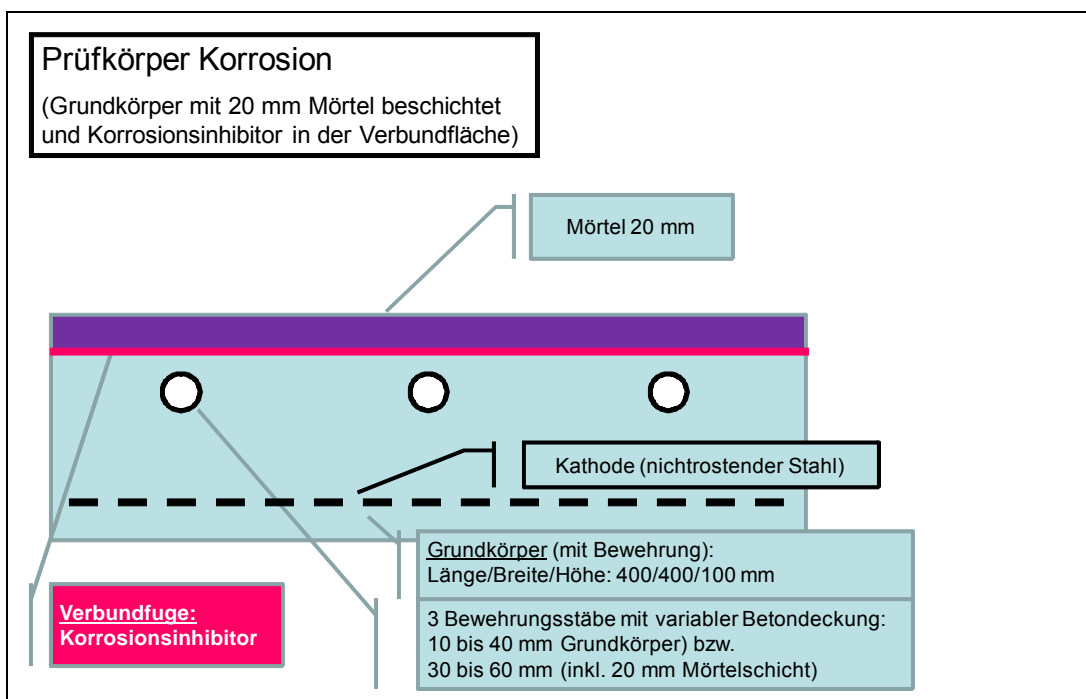 Prüfkörper Korrosion
(Grundkörper mit 20 mm Mörtel beschichtet
und Korrosionsinhibitor in der Verbundfläche)
Mörtel 20 mm
Kathode (nichtrostender Stahl)
Grundkörper (mit Bewehrung):
Länge/Breite/Höhe: 400/400/100 mm
Verbundfuge:
Korrosionsinhibitor
3 Bewehrungsstäbe mit variabler Betondeckung:
10 bis 40 mm Grundkörper) bzw.
30 bis 60 mm (inkl. 20 mm Mörtelschicht)